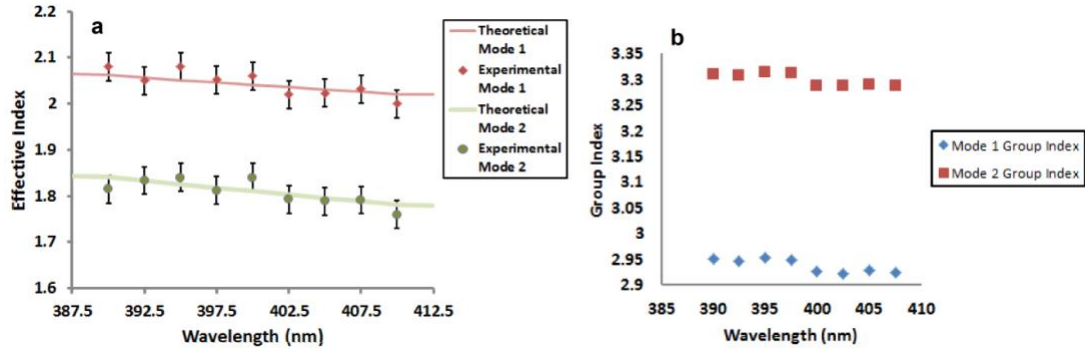 a
2.2
2.1
2
1.9
1.8
1.7
1.6
Effective Index
387.5
392.5
397.5
402.5
407.5
412.5
Wavelength (nm)
Theoretical
Mode 1
Experimental
Mode 1
Theoretical
Mode 2
Experimental
Mode 2
b
3.35
3.3
3.25
3.2
3.15
3.1
3.05
3
2.95
2.9
Group Index
385
390
395
400
405
410
Wavelength (nm)
Mode 1 Group Index
Mode 2 Group Index